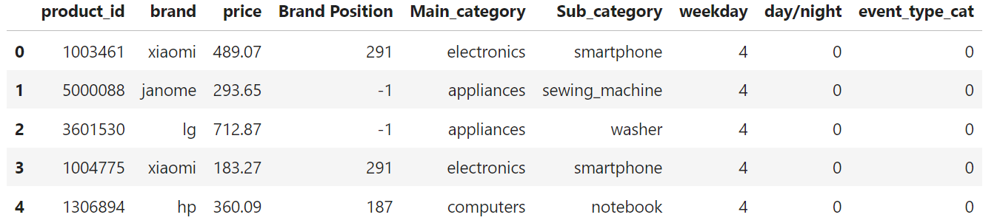 product_id brand price Brand Position Main_category Sub_category weekday day/night event_type_cat
0 1003461 xiaomi 489.07 291 electronics smartphone 4 0 0
1 5000088 janome 293.65 -1 appliances sewing_machine 4 0 0
2 3601530 lg 712.87 -1 appliances washer 4 0 0
3 1004775 xiaomi 183.27 291 electronics smartphone 4 0 0
4 1306894 hp 360.09 187 computers notebook 4 0 0